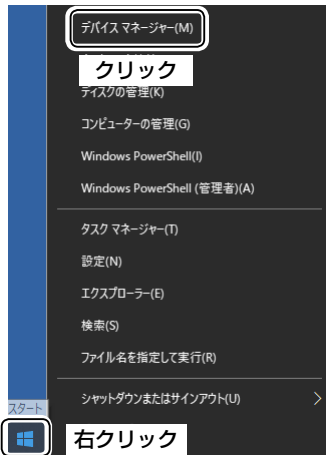 デバイス マネージャー(M)
クリック
ディスクの管理(K)
コンピューターの管理(G)
Windows PowerShell(I)
Windows PowerShell (管理者)(A)
タスク マネージャー(T)
設定(N)
エクスプローラー(E)
検索(S)
ファイル名を指定して実行(R)
シャットダウンまたはサインアウト(U)
スタート
右クリック